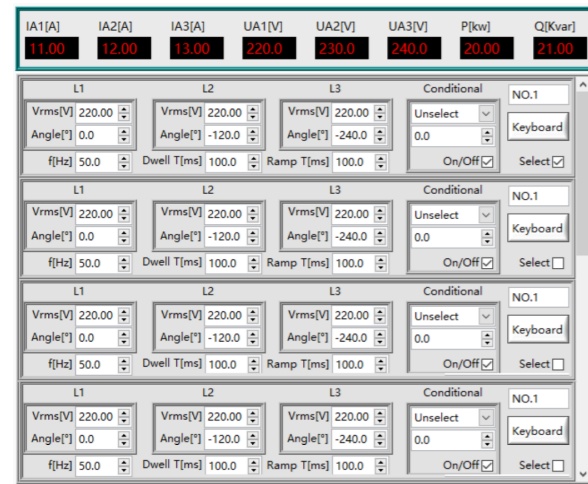 IA1[A] IA2[A] IA3[A] UA1[V] UA2[V] UA3[V] P[kw] Q[Kvar]
11.00 12.00 13.00 220.0 230.0 240.0 20.00 21.00
L1 L2 L3 Conditional NO.1
Vrms[V] 220.00 Vrms[V] 220.00 Vrms[V] 220.00 Unselect
Angle[°] 0.0 Angle[°] -120.0 Angle[°] -240.0 0.0 Keyboard
f[Hz] 50.0 Dwell T[ms] 100.0 Ramp T[ms] 100.0 On/Off Select
L1 L2 L3 Conditional NO.1
Vrms[V] 220.00 Vrms[V] 220.00 Vrms[V] 220.00 Unselect
Angle[°] 0.0 Angle[°] -120.0 Angle[°] -240.0 0.0 Keyboard
f[Hz] 50.0 Dwell T[ms] 100.0 Ramp T[ms] 100.0 On/Off Select
L1 L2 L3 Conditional NO.1
Vrms[V] 220.00 Vrms[V] 220.00 Vrms[V] 220.00 Unselect
Angle[°] 0.0 Angle[°] -120.0 Angle[°] -240.0 0.0 Keyboard
f[Hz] 50.0 Dwell T[ms] 100.0 Ramp T[ms] 100.0 On/Off Select
L1 L2 L3 Conditional NO.1
Vrms[V] 220.00 Vrms[V] 220.00 Vrms[V] 220.00 Unselect
Angle[°] 0.0 Angle[°] -120.0 Angle[°] -240.0 0.0 Keyboard
f[Hz] 50.0 Dwell T[ms] 100.0 Ramp T[ms] 100.0 On/Off Select